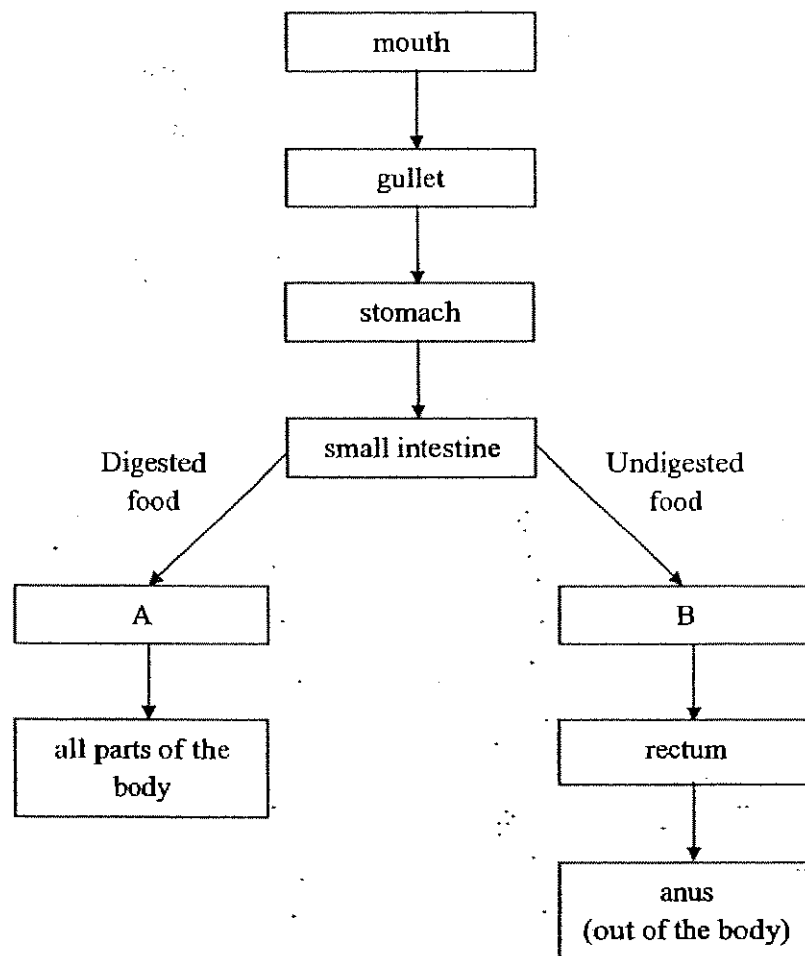 mouth
gullet
stomach
small intestine
Digested
food
Undigested
food
A
B
all parts of the
body
rectum
anus
(out of the body)